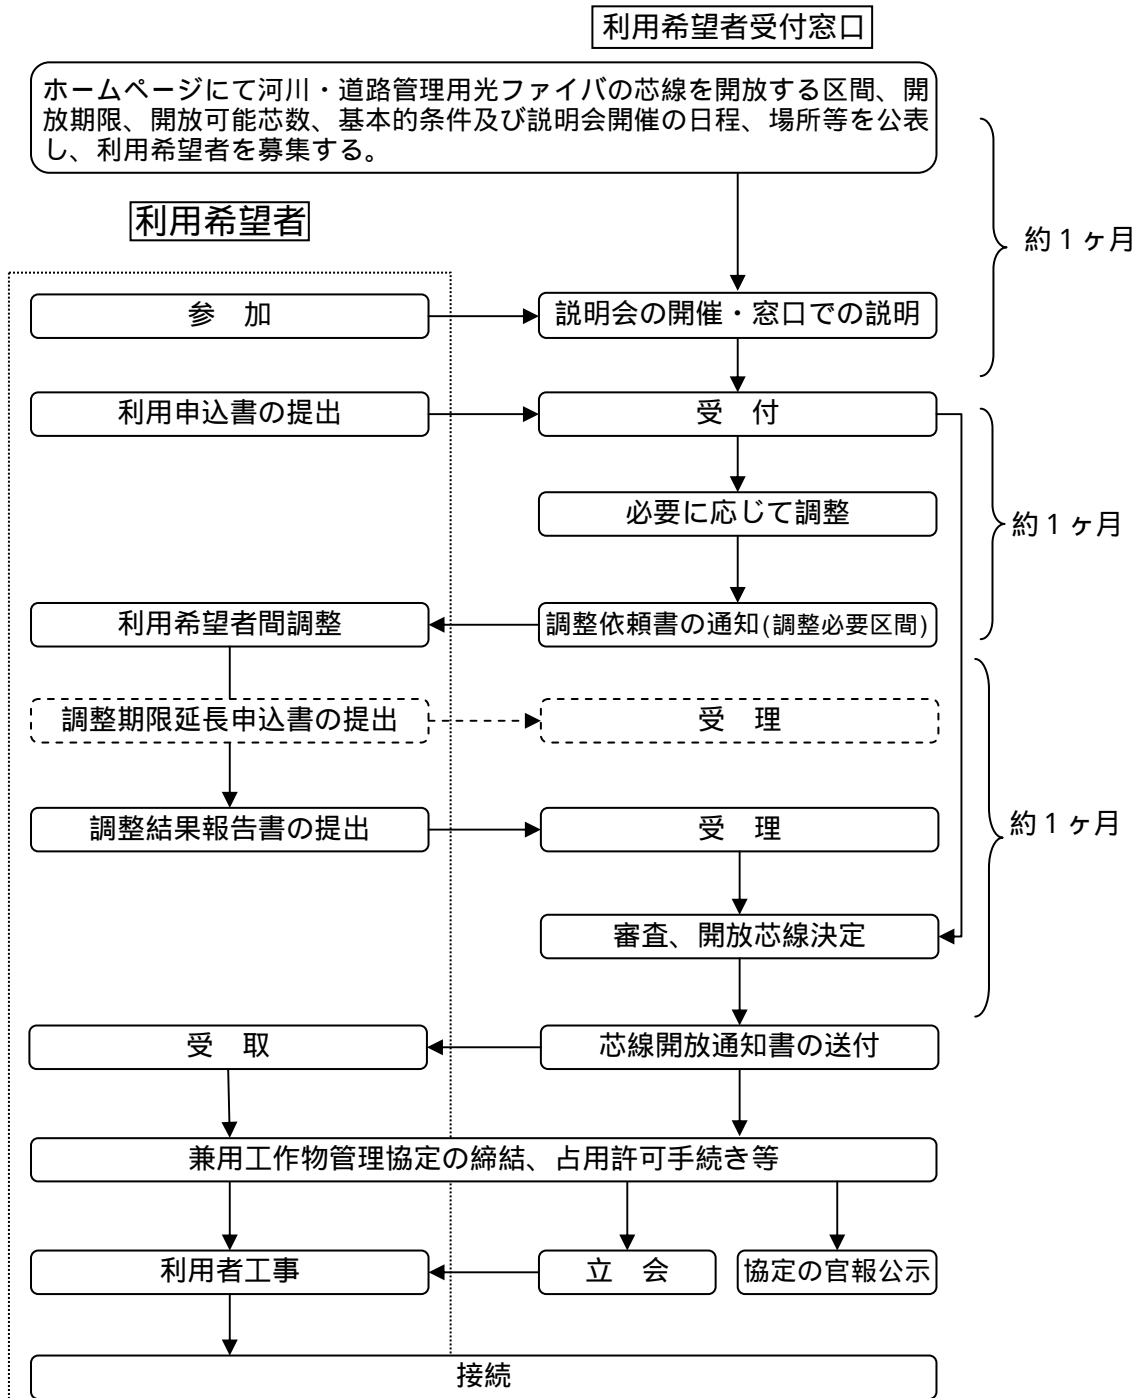 利用希望者受付窓口
ホームページにて河川・道路管理用光ファイバの芯線を開放する区間、開
放期限、開放可能芯数、基本的条件及び説明会開催の日程、場所等を公表
し、利用希望者を募集する。
利用希望者
約1ヶ月
参　加
説明会の開催・窓口での説明
利用申込書の提出
受　付
必要に応じて調整
約1ヶ月
利用希望者間調整
調整依頼書の通知(調整必要区間)
調整期限延長申込書の提出
受　理
調整結果報告書の提出
受　理
約1ヶ月
審査、開放芯線決定
受　取
芯線開放通知書の送付
兼用工作物管理協定の締結、占用許可手続き等
利用者工事
立　会
協定の官報公示
接続